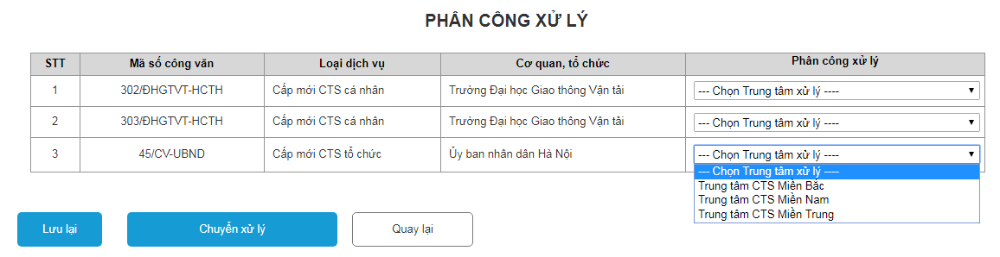 PHÂN CÔNG XỬ LÝ
STT Mã số công văn Loại dịch vụ Cơ quan, tổ chức Phân công xử lý
1 302/ĐHGTVT-HCTH Cấp mới CTS cá nhân Trường Đại học Giao thông Vận tải --- Chọn Trung tâm xử lý ----
2 303/ĐHGTVT-HCTH Cấp mới CTS cá nhân Trường Đại học Giao thông Vận tải --- Chọn Trung tâm xử lý ----
3 45/CV-UBND Cấp mới CTS tổ chức Ủy ban nhân dân Hà Nội --- Chọn Trung tâm xử lý ----
--- Chọn Trung tâm xử lý ----
Trung tâm CTS Miền Bắc
Trung tâm CTS Miền Nam
Trung tâm CTS Miền Trung
Lưu lại Chuyển xử lý Quay lại